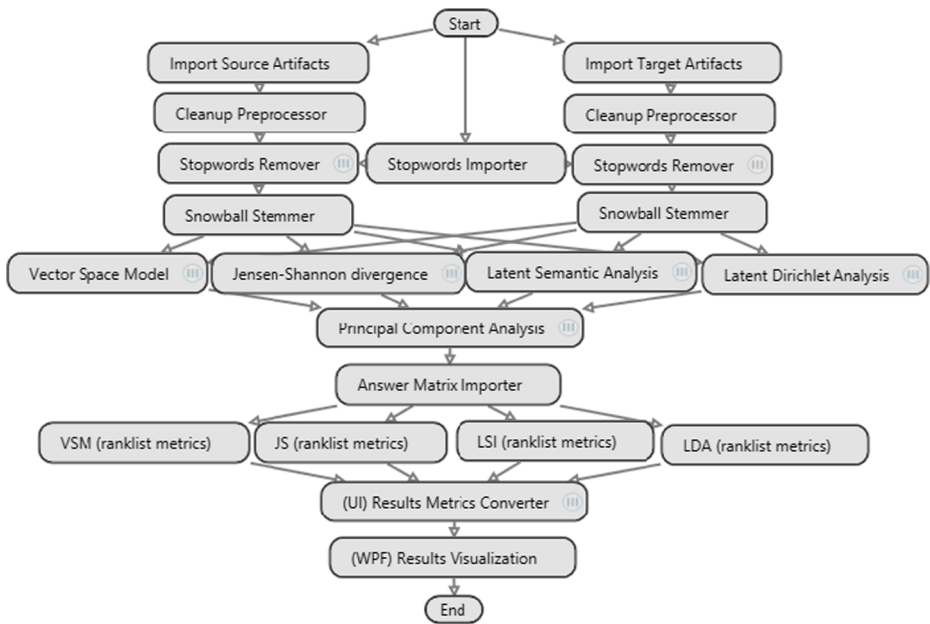 Start
Import Source Artifacts
Import Target Artifacts
Cleanup Preprocessor
Cleanup Preprocessor
Stopwords Remover
Stopwords Importer
Stopwords Remover
Snowball Stemmer
Snowball Stemmer
Vector Space Model
Jensen-Shannon divergence
Latent Semantic Analysis
Latent Dirichlet Analysis
Principal Component Analysis
Answer Matrix Importer
VSM (ranklist metrics)
JS (ranklist metrics)
LSI (ranklist metrics)
LDA (ranklist metrics)
(UI) Results Metrics Converter
(WPF) Results Visualization
End